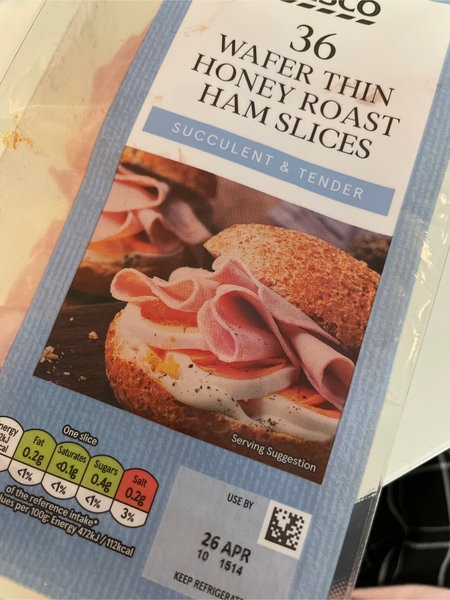 36
WAFER THIN
HONEY ROAST
HAM SLICES
SUCCULENT & TENDER
Serving Suggestion
One slice
Fat
0.2g
<1%
Saturates
<0.1g
<1%
Sugars
0.4g
<1%
Salt
0.2g
3%
of the reference intake*
per 100g: Energy 472kJ/112kcal
USE BY
26 APR
10 1514
KEEP